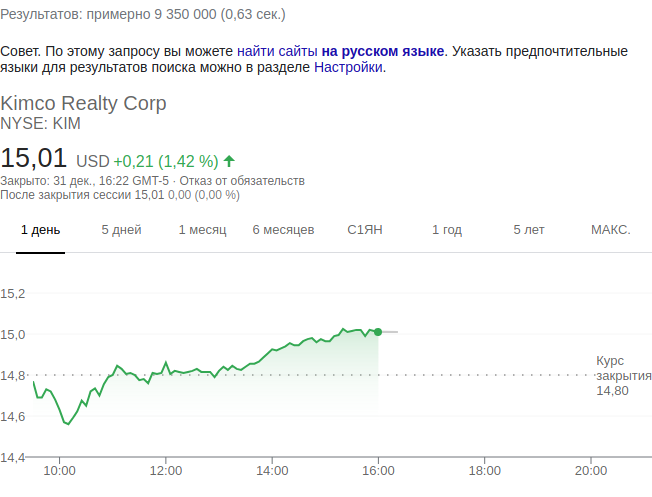 Результатов: примерно 9 350 000 (0,63 сек.)
Совет. По этому запросу вы можете найти сайты на русском языке. Указать предпочтительные
языки для результатов поиска можно в разделе Настройки.
Kimco Realty Corp
NYSE: KIM
15,01 USD +0,21 (1,42 %)
Закрыто: 31 дек., 16:22 GMT-5 · Отказ от обязательств
После закрытия сессии 15,01 0,00 (0,00 %)
1 день 5 дней 1 месяц 6 месяцев С1ЯН 1 год 5 лет МАКС.
15,2
15,0
14,8
14,6
14,4
Курс
закрытия
14,80
10:00 12:00 14:00 16:00 18:00 20:00